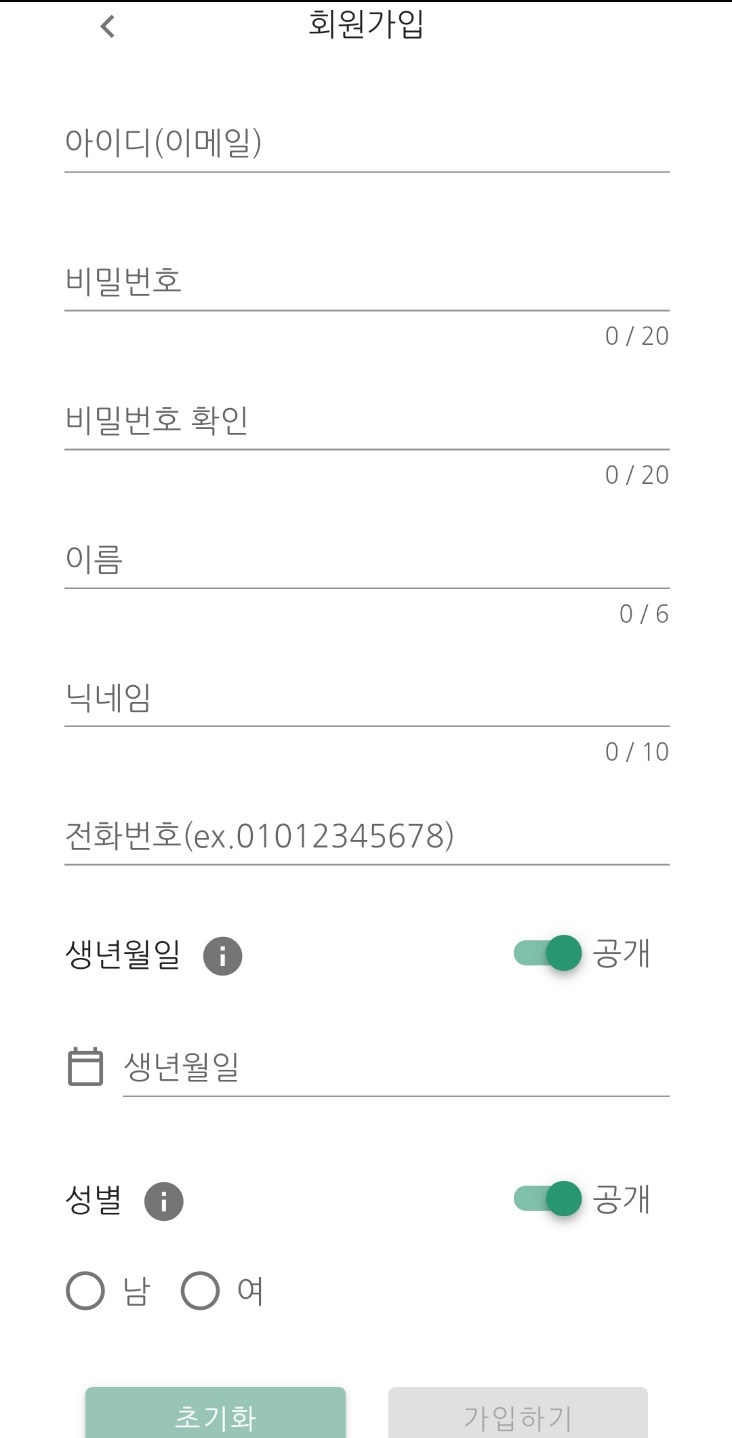 회원가입
아이디(이메일)
비밀번호
0 / 20
비밀번호 확인
0 / 20
이름
0 / 6
닉네임
0 / 10
전화번호(ex.01012345678)
생년월일 공개
생년월일
성별 공개
남 여
초기화 가입하기